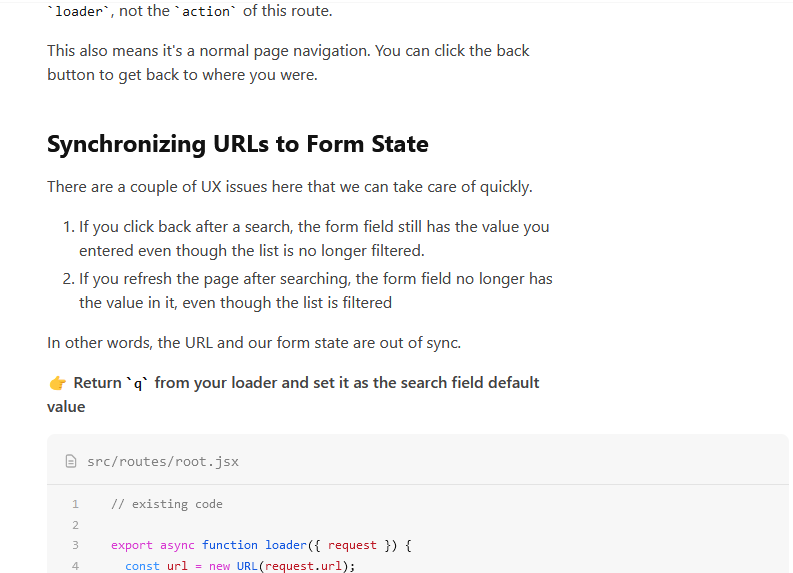 `loader`, not the `action` of this route.
This also means it's a normal page navigation. You can click the back
button to get back to where you were.
Synchronizing URLs to Form State
There are a couple of UX issues here that we can take care of quickly.
1. If you click back after a search, the form field still has the value you
entered even though the list is no longer filtered.
2. If you refresh the page after searching, the form field no longer has
the value in it, even though the list is filtered
In other words, the URL and our form state are out of sync.
👉 Return `q` from your loader and set it as the search field default
value
src/routes/root.jsx
1 // existing code
2
3 export async function loader({ request }) {
4 const url = new URL(request.url);